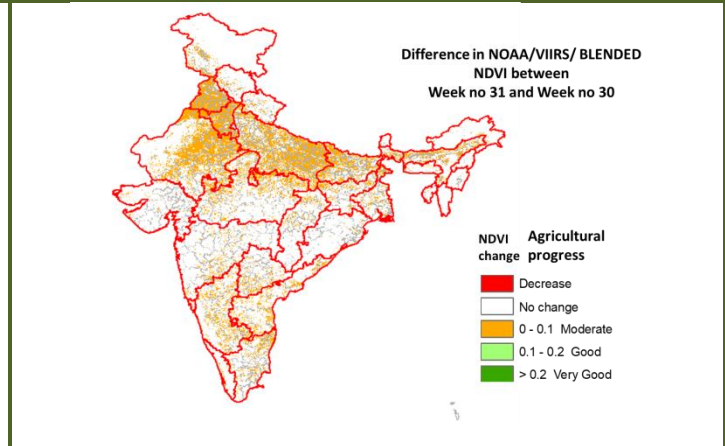 Difference in NOAA/VIIRS/ BLENDED
NDVI between
Week no 31 and Week no 30
NDVI change
Agricultural progress
Decrease
No change
0 - 0.1 Moderate
0.1 - 0.2 Good
> 0.2 Very Good